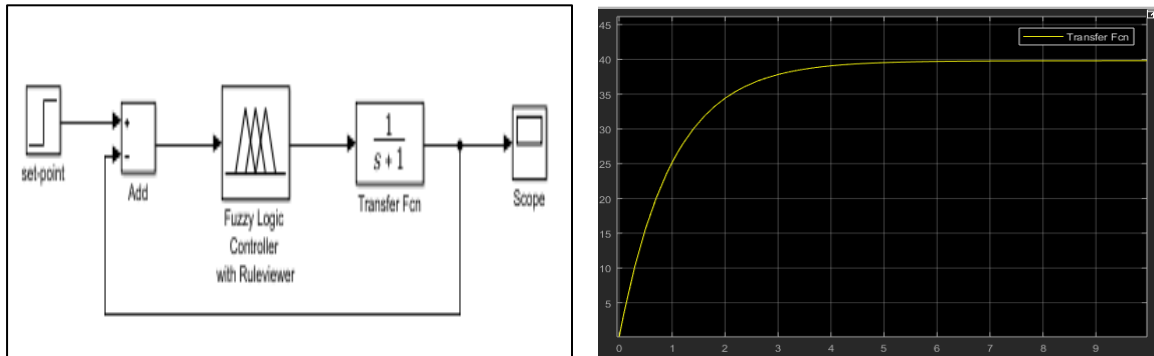 set-point
+
-
Add
Fuzzy Logic
Controller
with Ruleviewer
1
s+1
Transfer Fcn
Scope
Transfer Fcn
45
40
35
30
25
20
15
10
5
0 1 2 3 4 5 6 7 8 9